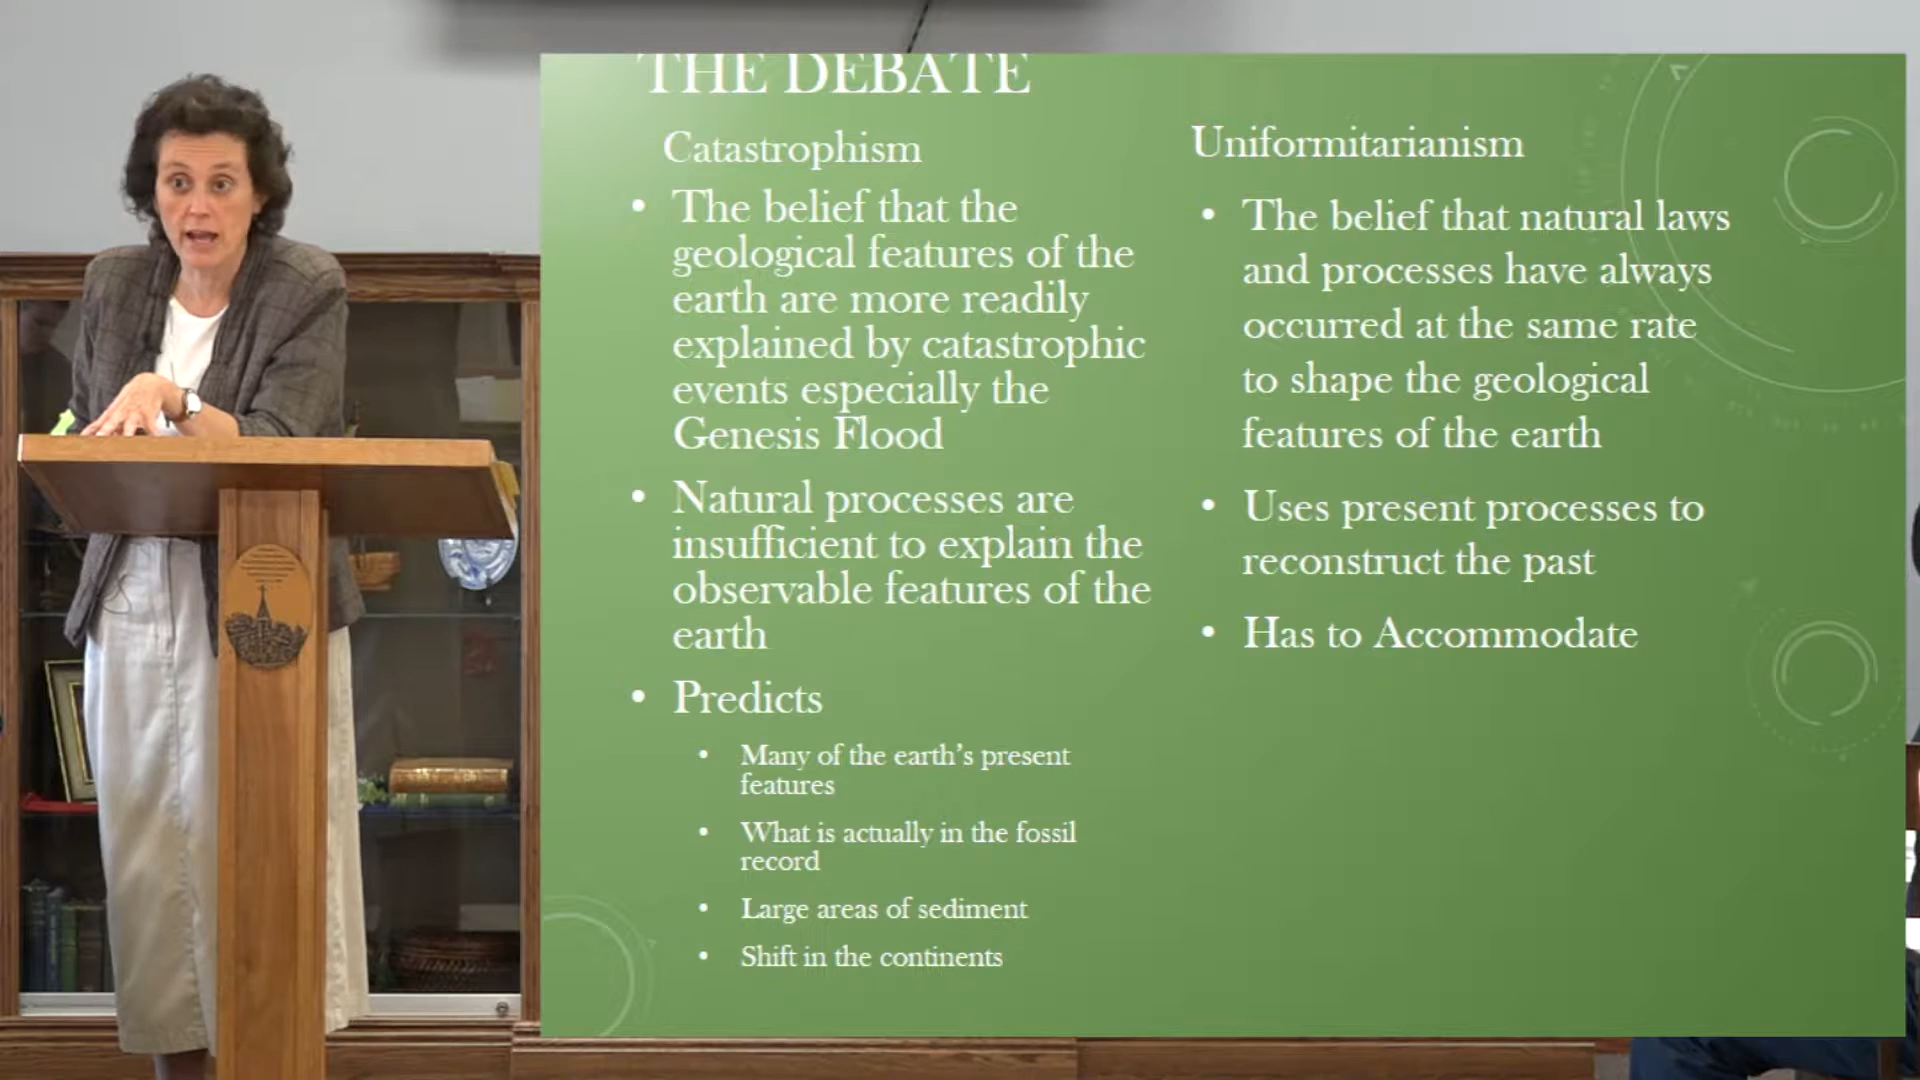 THE DEBATE
Catastrophism
• The belief that the
geological features of the
earth are more readily
explained by catastrophic
events especially the
Genesis Flood
• Natural processes are
insufficient to explain the
observable features of the
earth
• Predicts
• Many of the earth's present
features
• What is actually in the fossil
record
• Large areas of sediment
• Shift in the continents
Uniformitarianism
• The belief that natural laws
and processes have always
occurred at the same rate
to shape the geological
features of the earth
• Uses present processes to
reconstruct the past
• Has to Accommodate